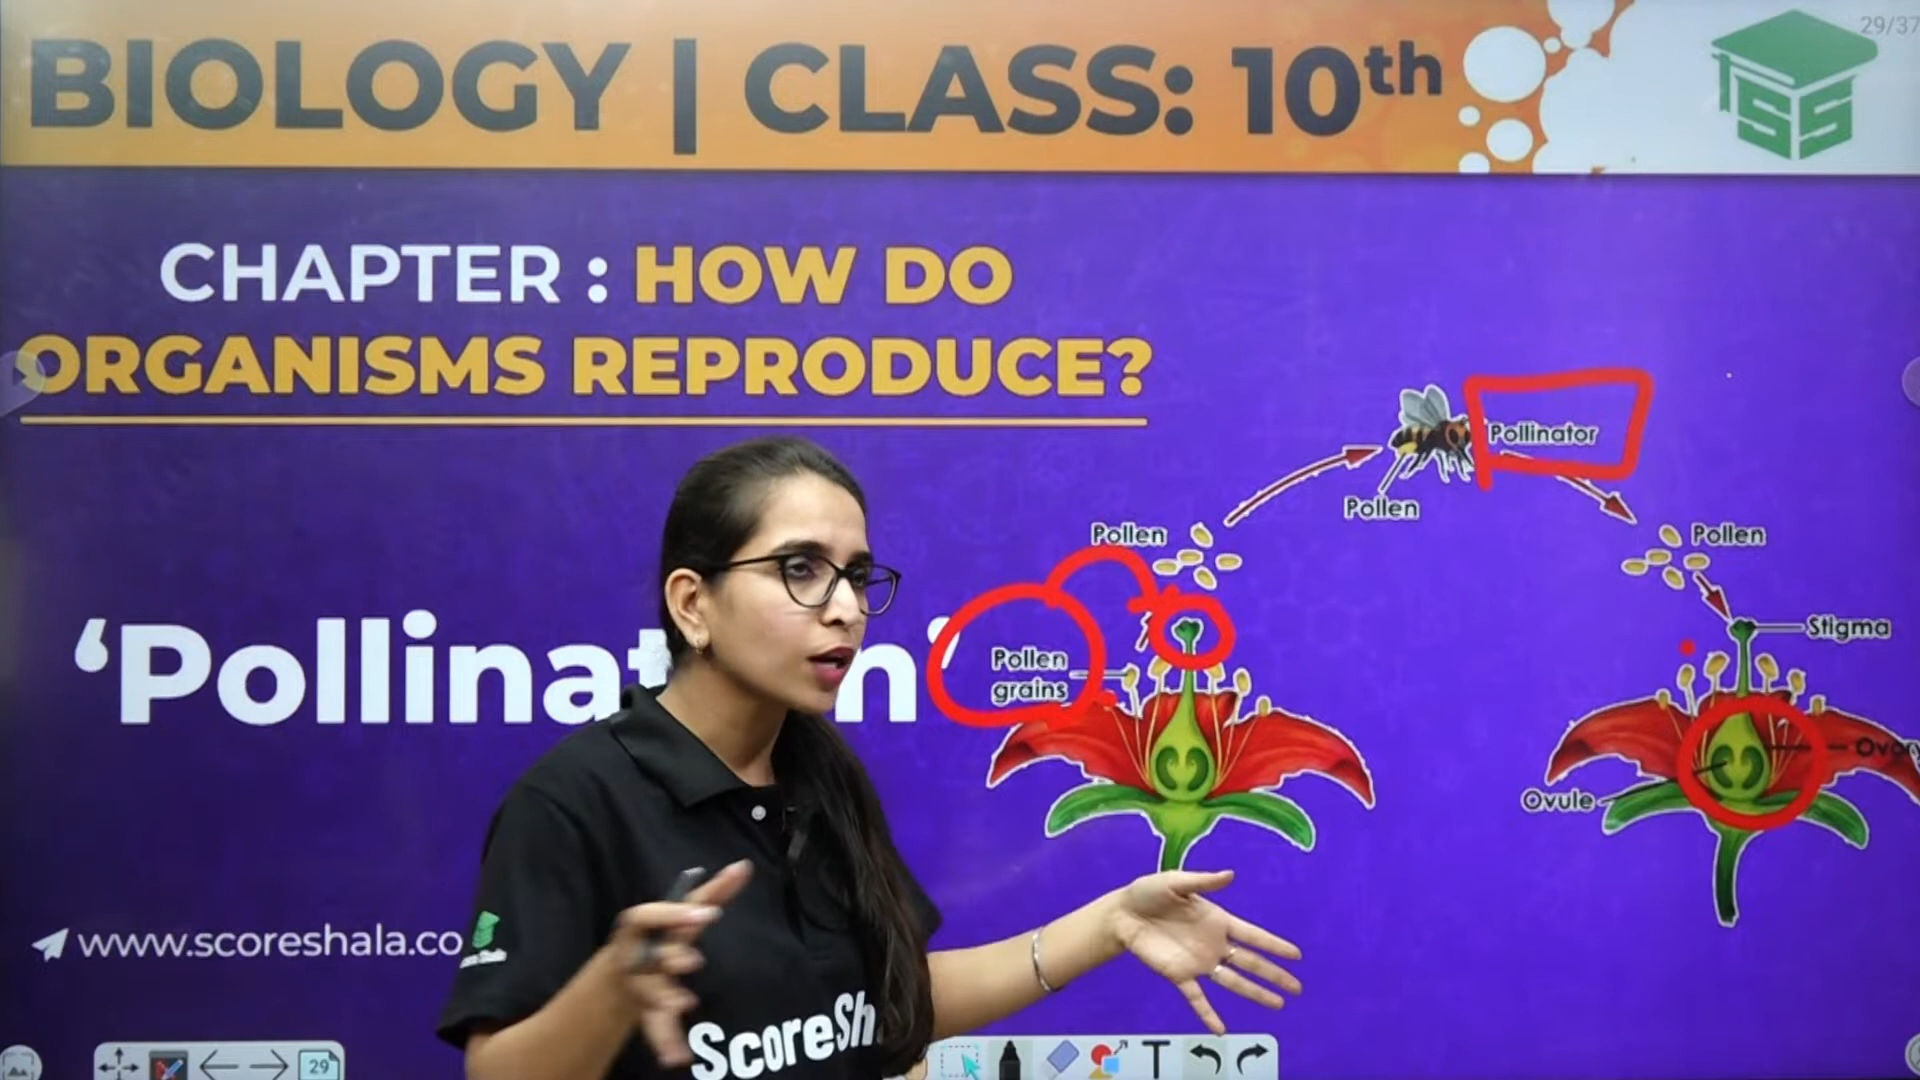 BIOLOGY | CLASS: 10th
29/37
SS
CHAPTER : HOW DO
ORGANISMS REPRODUCE?
Pollinator
Pollen
Pollen
Pollen
Stigma
'Pollinat n'
Pollen
grains
Ovule
www.scoreshala.co
ScoreSh
29
T